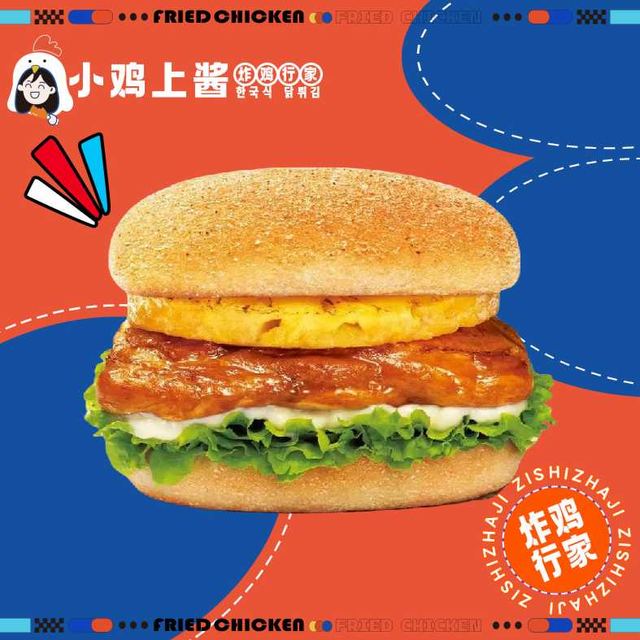 FRIED CHICKEN FRIED CHICKEN
小鸡上酱 炸鸡行家
한국식 닭튀김
ZISHIZHAJI ZISHIZHAJI ZISHIZHAJI
炸鸡
行家
FRIED CHICKEN FRIED CHICKEN